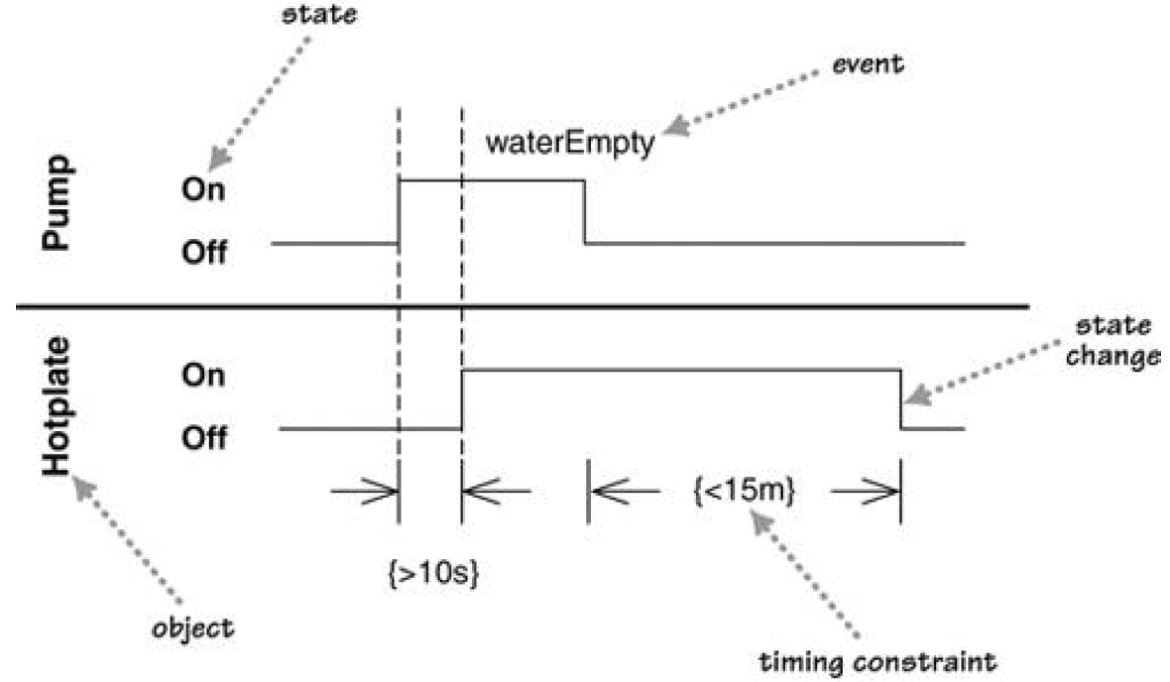 state
event
waterEmpty
Pump
On
Off
state
change
Hotplate
On
Off
{<15m}
{>10s}
object
timing constraint